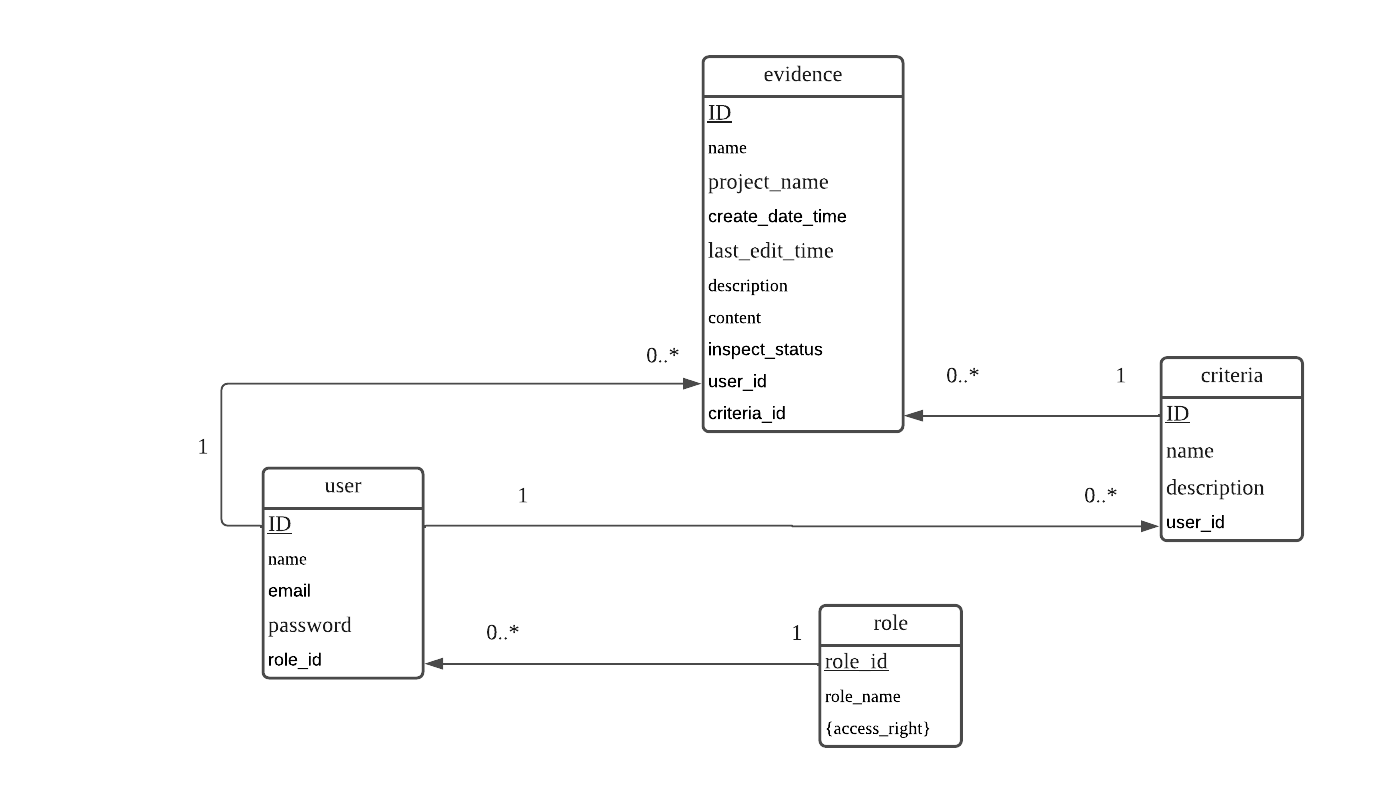 evidence
ID
name
project_name
create_date_time
last_edit_time
description
content
inspect_status
user_id
criteria_id
0..*
1
0..*
1
criteria
ID
name
description
user_id
1
0..*
user
ID
name
email
password
role_id
0..*
1
role
role_id
role_name
{access_right}